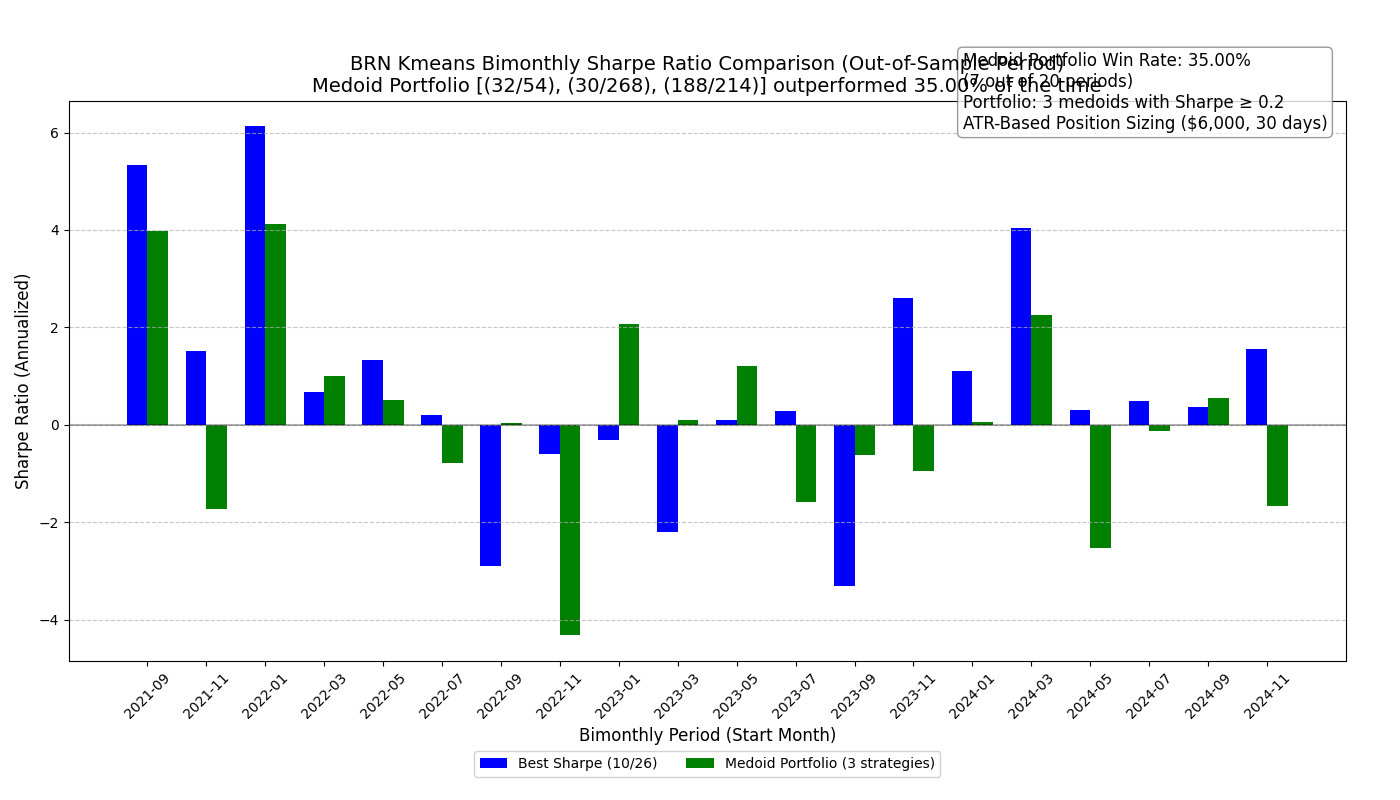 BRN Kmeans Bimonthly Sharpe Ratio Comparison (Out-of-Sample Period)
Medoid Portfolio [(32/54), (30/268), (188/214)] outperformed 35.00% of the time
Medoid Portfolio Win Rate: 35.00%
(7 out of 20 periods)
Portfolio: 3 medoids with Sharpe ≥ 0.2
ATR-Based Position Sizing ($6,000, 30 days)
Sharpe Ratio (Annualized)
6
4
2
0
−2
−4
2021-09
2021-11
2022-01
2022-03
2022-05
2022-07
2022-09
2022-11
2023-01
2023-03
2023-05
2023-07
2023-09
2023-11
2024-01
2024-03
2024-05
2024-07
2024-09
2024-11
Bimonthly Period (Start Month)
Best Sharpe (10/26)
Medoid Portfolio (3 strategies)